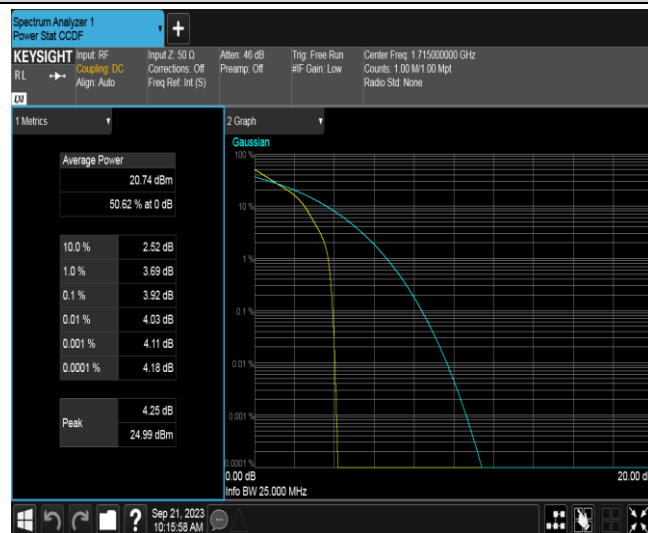 Spectrum Analyzer 1
Power Stat CCDF
+
KEYSIGHT
RL
LXI
Input: RF
Coupling: DC
Align: Auto
Input Z: 50 Ω
Corrections: Off
Freq Ref: Int (S)
Atten: 46 dB
Preamp: Off
Trig: Free Run
#IF Gain: Low
Center Freq: 1.715000000 GHz
Counts: 1.00 M/1.00 Mpt
Radio Std: None
1 Metrics
Average Power
20.74 dBm
50.62 % at 0 dB
10.0 % 2.52 dB
1.0 % 3.69 dB
0.1 % 3.92 dB
0.01 % 4.03 dB
0.001 % 4.11 dB
0.0001 % 4.18 dB
Peak
4.25 dB
24.99 dBm
2 Graph
Gaussian
100 %
10 %
1 %
0.1 %
0.01 %
0.001 %
0.0001 %
0.00 dB
20.00 d
Info BW 25.000 MHz
?
Sep 21, 2023
10:15:58 AM